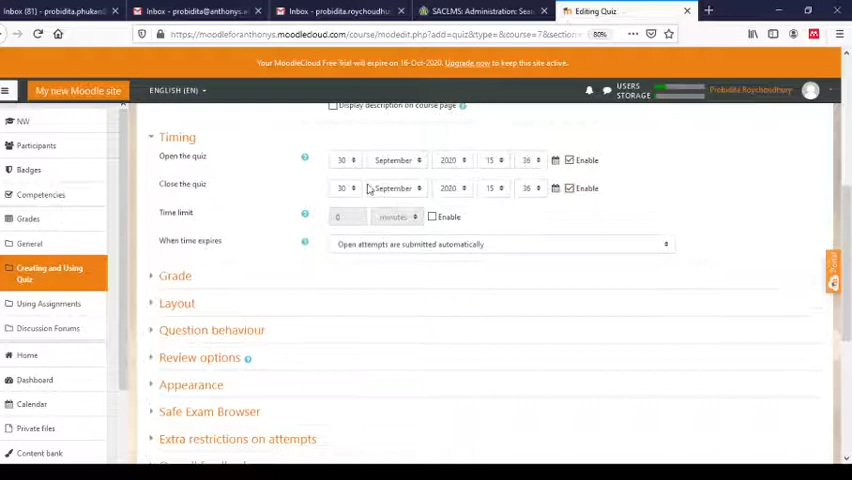 Inbox (81) - probidita.phukan
Inbox - probidita@anthonys.e
Inbox - probidita.roychoudhu
SACLMS: Administration: Sea
Editing Quiz
https://moodleforanthonys.moodlecloud.com/course/modedit.php?add=quiz&type=&course=7&section
80%
Your MoodleCloud Free Trial will expire on 16-Oct-2020. Upgrade now to keep this site active.
My new Moodle site
ENGLISH (EN)
USERS
STORAGE
Probidita Roychoudhury
Display description on course page
NW
Participants
Badges
Competencies
Grades
General
Creating and Using
Quiz
Using Assignments
Discussion Forums
Home
Dashboard
Calendar
Private files
Content bank
Timing
Open the quiz 30 September 2020 15 36 Enable
Close the quiz 30 September 2020 15 36 Enable
Time limit 0 minutes Enable
When time expires Open attempts are submitted automatically
Grade
Layout
Question behaviour
Review options
Appearance
Safe Exam Browser
Extra restrictions on attempts
Portal